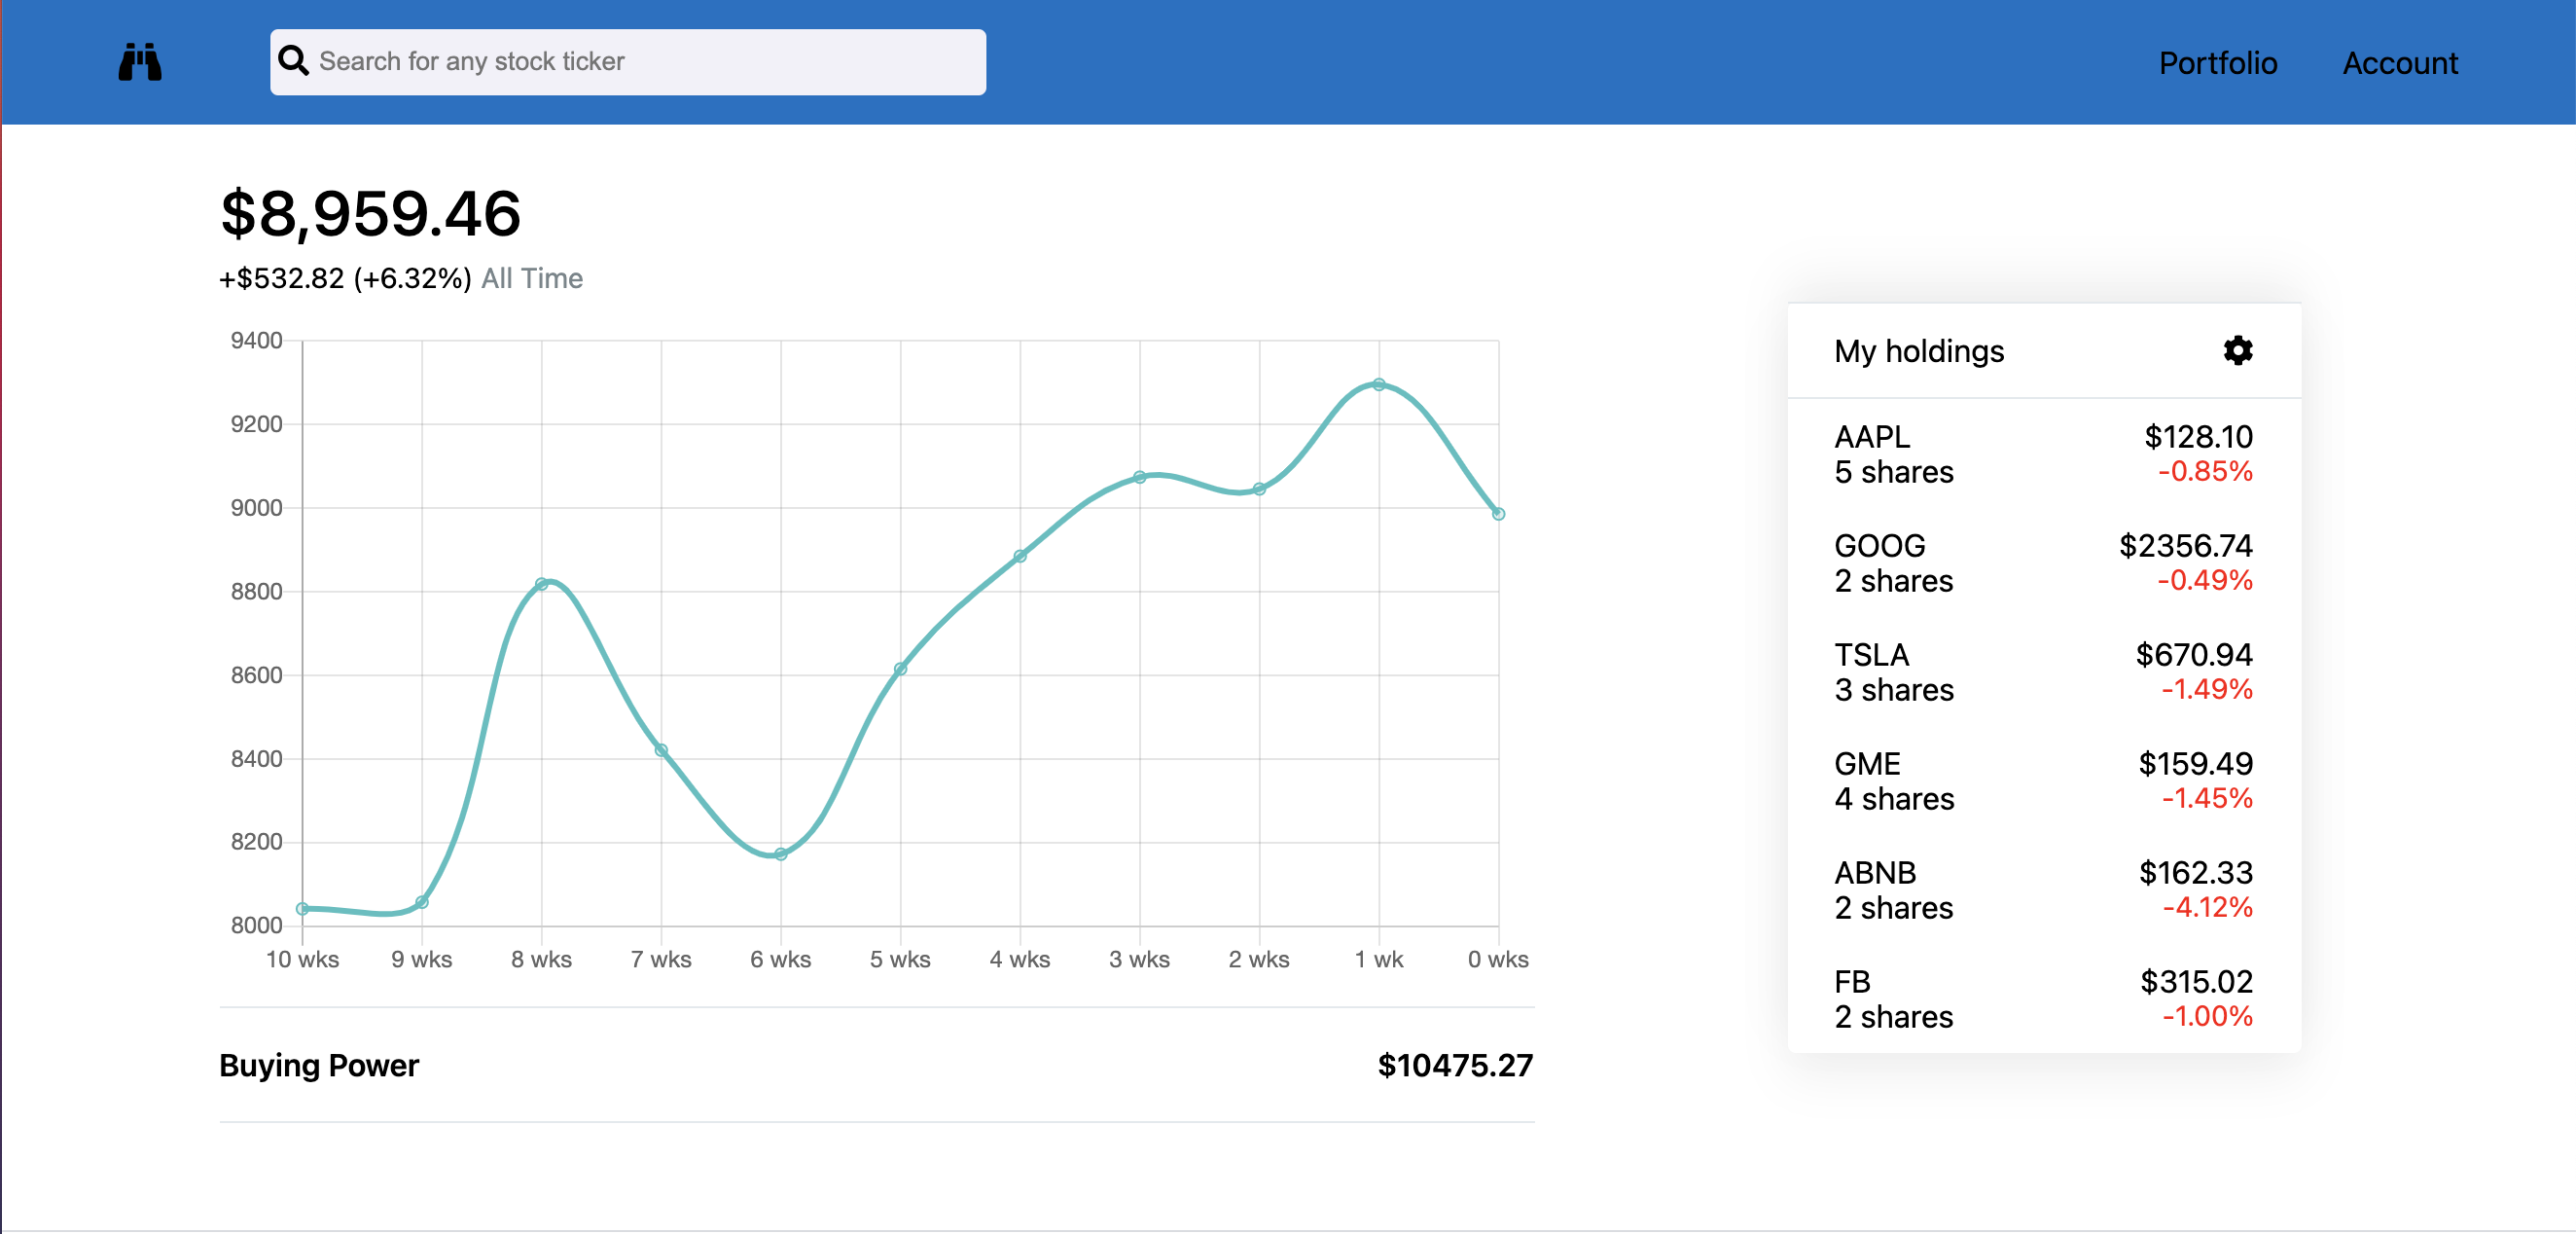 Search for any stock ticker
Portfolio Account
$8,959.46
+$532.82 (+6.32%) All Time
9400
9200
9000
8800
8600
8400
8200
8000
10 wks 9 wks 8 wks 7 wks 6 wks 5 wks 4 wks 3 wks 2 wks 1 wk 0 wks
Buying Power $10475.27
My holdings
AAPL $128.10
5 shares -0.85%
GOOG $2356.74
2 shares -0.49%
TSLA $670.94
3 shares -1.49%
GME $159.49
4 shares -1.45%
ABNB $162.33
2 shares -4.12%
FB $315.02
2 shares -1.00%